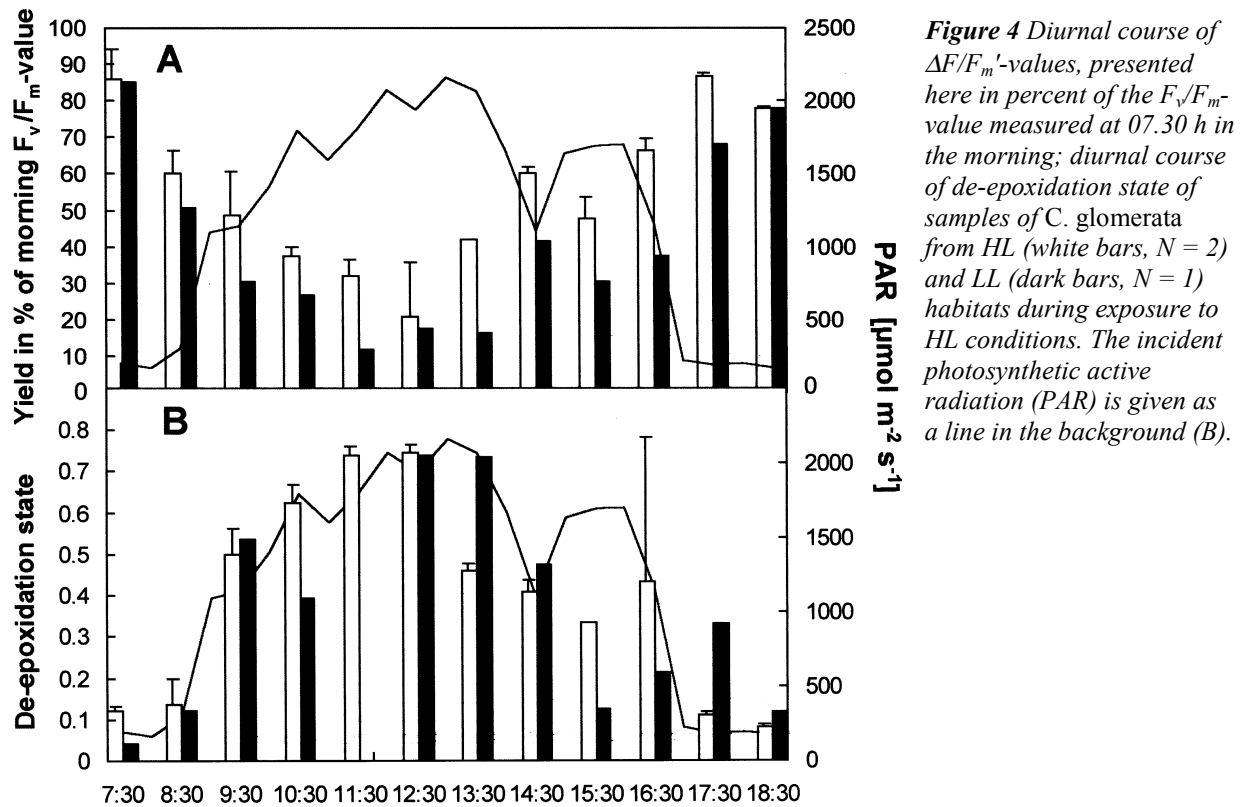 100
90
80
70
60
50
40
30
20
10
0
Yield in % of morning Fv/Fm-value
A
2500
2000
1500
1000
500
0
PAR [µmol m-2 s-1]
0.8
0.7
0.6
0.5
0.4
0.3
0.2
0.1
0
De-epoxidation state
B
2000
1500
1000
500
0
7:30 8:30 9:30 10:30 11:30 12:30 13:30 14:30 15:30 16:30 17:30 18:30
Figure 4 Diurnal course of
ΔF/Fm'-values, presented
here in percent of the Fv/Fm-
value measured at 07.30 h in
the morning; diurnal course
of de-epoxidation state of
samples of C. glomerata
from HL (white bars, N = 2)
and LL (dark bars, N = 1)
habitats during exposure to
HL conditions. The incident
photosynthetic active
radiation (PAR) is given as
a line in the background (B).